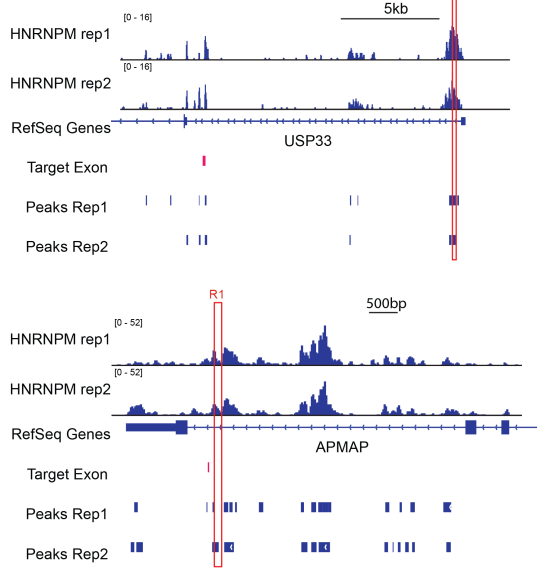 [0 - 16]
5kb
HNRNPM rep1
[0 - 16]
HNRNPM rep2
RefSeq Genes
USP33
Target Exon
Peaks Rep1
Peaks Rep2
R1
500bp
[0 - 52]
HNRNPM rep1
[0 - 52]
HNRNPM rep2
RefSeq Genes
APMAP
Target Exon
Peaks Rep1
Peaks Rep2